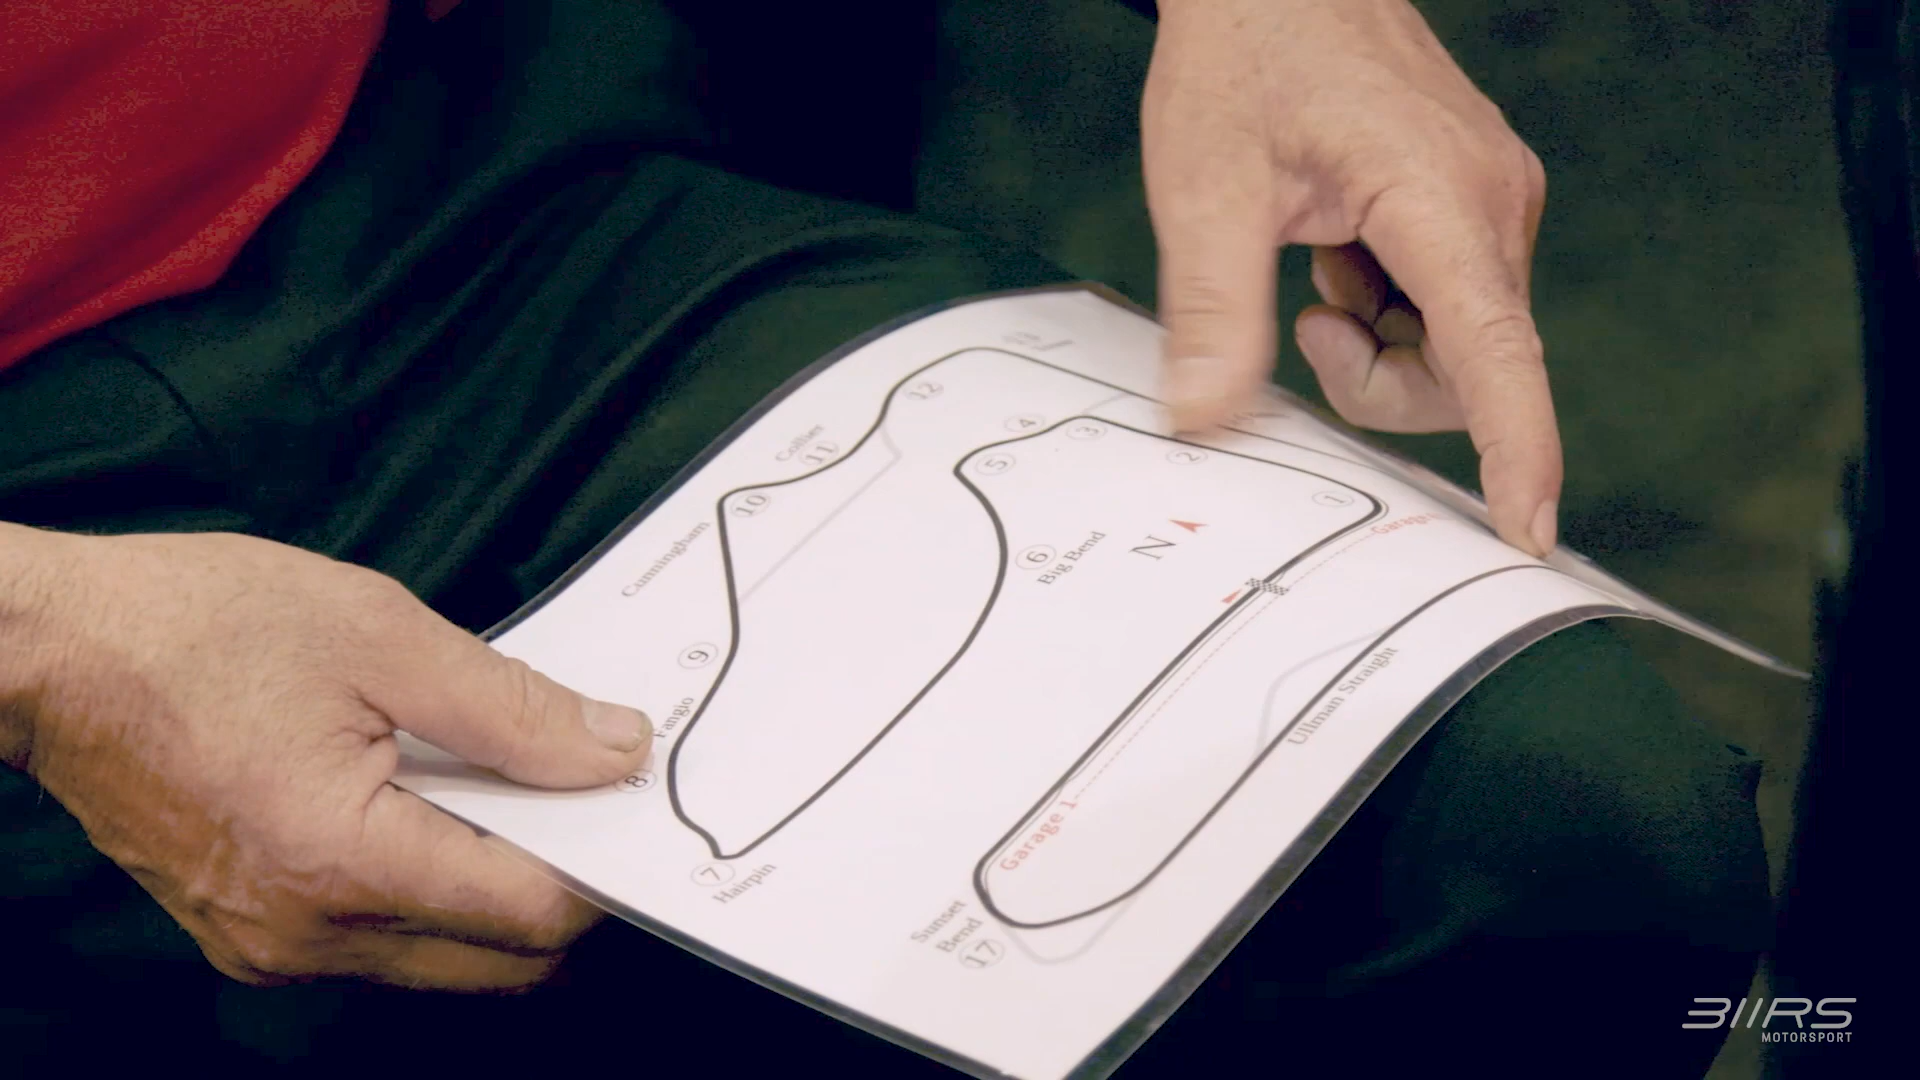 12
Collier
11
10
Cunningham
4
3
5
2
1
6
Big Bend
N
Garage
9
Fangio
8
Ullman Straight
7
Hairpin
Garage 1
Sunset
Bend
17
3//RS
MOTORSPORT